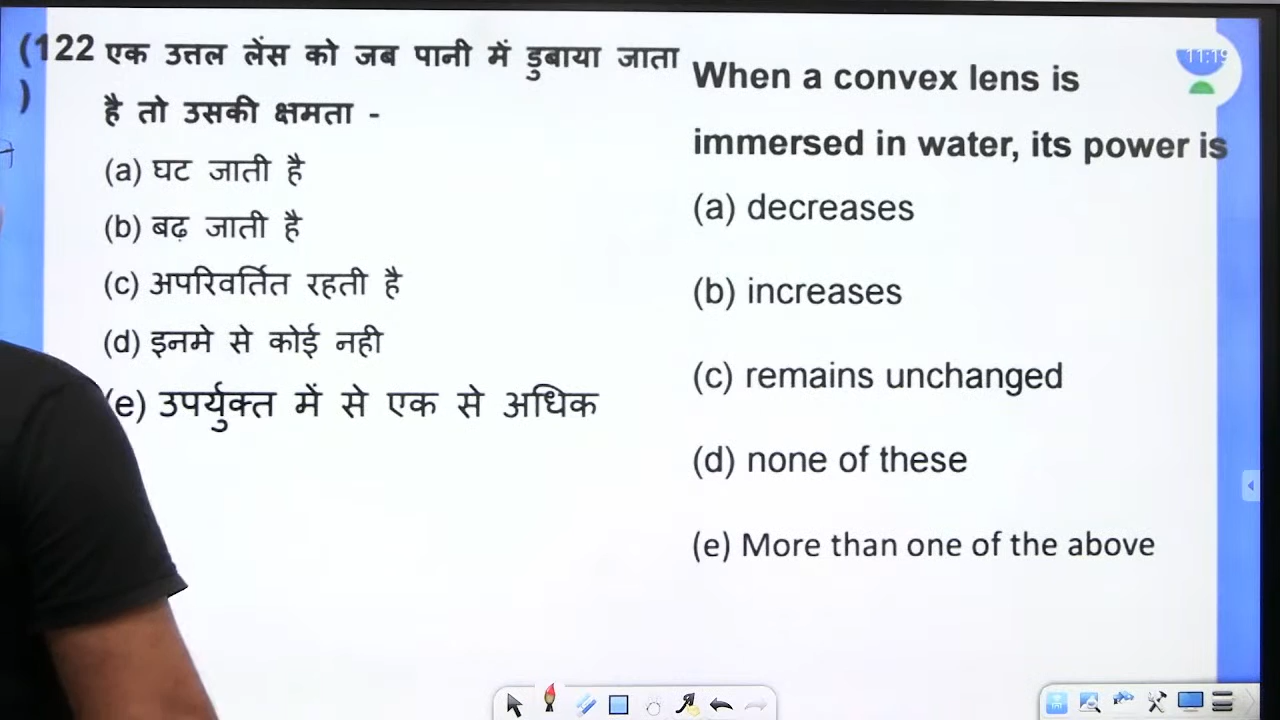 (122 एक उत्तल लेंस को जब पानी में डुबाया जाता
) है तो उसकी क्षमता -
(a) घट जाती है
(b) बढ़ जाती है
(c) अपरिवर्तित रहती है
(d) इनमे से कोई नही
(e) उपर्युक्त में से एक से अधिक
When a convex lens is
immersed in water, its power is
(a) decreases
(b) increases
(c) remains unchanged
(d) none of these
(e) More than one of the above
11:19